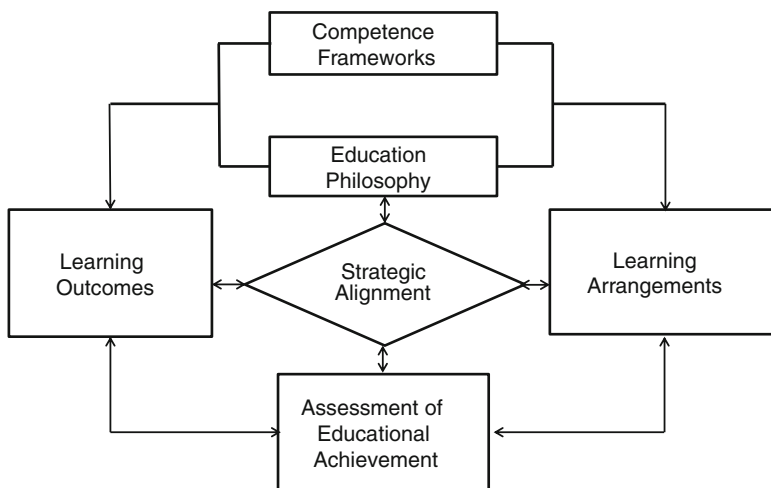 Competence
Frameworks
Education
Philosophy
Learning
Outcomes
Strategic
Alignment
Learning
Arrangements
Assessment of
Educational
Achievement